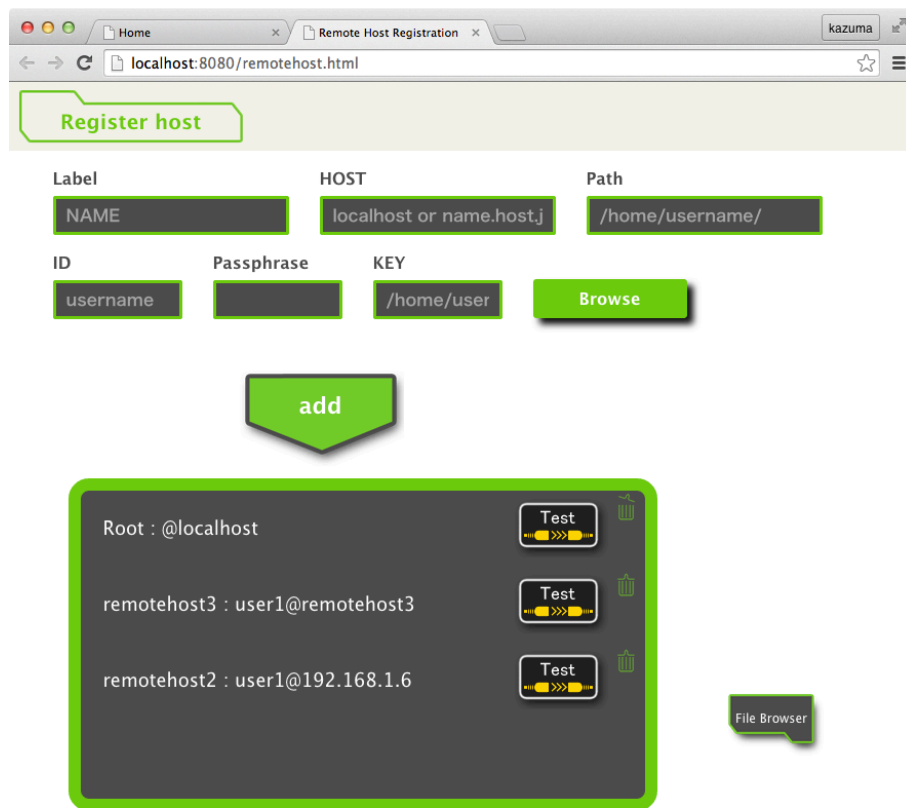 Home
Remote Host Registration
kazuma
localhost:8080/remotehost.html
Register host
Label HOST Path
NAME localhost or name.host.j /home/username/
ID Passphrase KEY
username /home/user Browse
add
Root : @localhost Test
remotehost3 : user1@remotehost3 Test
remotehost2 : user1@192.168.1.6 Test
File Browser